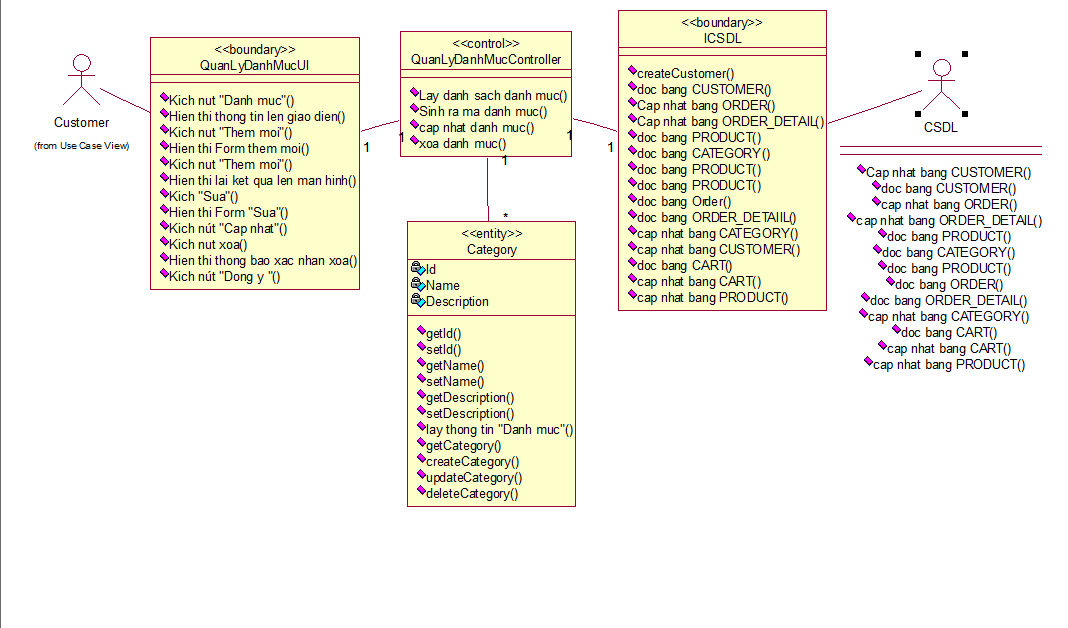 Customer
(from Use Case View)
<<boundary>>
QuanLyDanhMucUI
Kich nut "Danh muc"()
Hien thi thong tin len giao dien()
Kich nut "Them moi"()
Hien thi Form them moi()
Kich nut "Them moi"()
Hien thi lai ket qua len man hinh()
Kich "Sua"()
Hien thi Form "Sua"()
Kich nút "Cap nhat"()
Kich nut xoa()
Hien thi thong bao xac nhan xoa()
Kich nút "Dong y "()
1
1
<<control>>
QuanLyDanhMucController
Lay danh sach danh muc()
Sinh ra ma danh muc()
cap nhat danh muc()
xoa danh muc()
1
1
1
*
<<entity>>
Category
Id
Name
Description
getId()
setId()
getName()
setName()
getDescription()
setDescription()
lay thong tin "Danh muc"()
getCategory()
createCategory()
updateCategory()
deleteCategory()
<<boundary>>
ICSDL
createCustomer()
doc bang CUSTOMER()
Cap nhat bang ORDER()
Cap nhat bang ORDER_DETAIL()
doc bang PRODUCT()
doc bang CATEGORY()
doc bang PRODUCT()
doc bang PRODUCT()
doc bang Order()
doc bang ORDER_DETAIIL()
cap nhat bang CATEGORY()
cap nhat bang CUSTOMER()
doc bang CART()
cap nhat bang CART()
cap nhat bang PRODUCT()
CSDL
Cap nhat bang CUSTOMER()
doc bang CUSTOMER()
cap nhat bang ORDER()
cap nhat bang ORDER_DETAIL()
doc bang PRODUCT()
doc bang CATEGORY()
doc bang PRODUCT()
doc bang ORDER()
doc bang ORDER_DETAIL()
cap nhat bang CATEGORY()
doc bang CART()
cap nhat bang CART()
cap nhat bang PRODUCT()